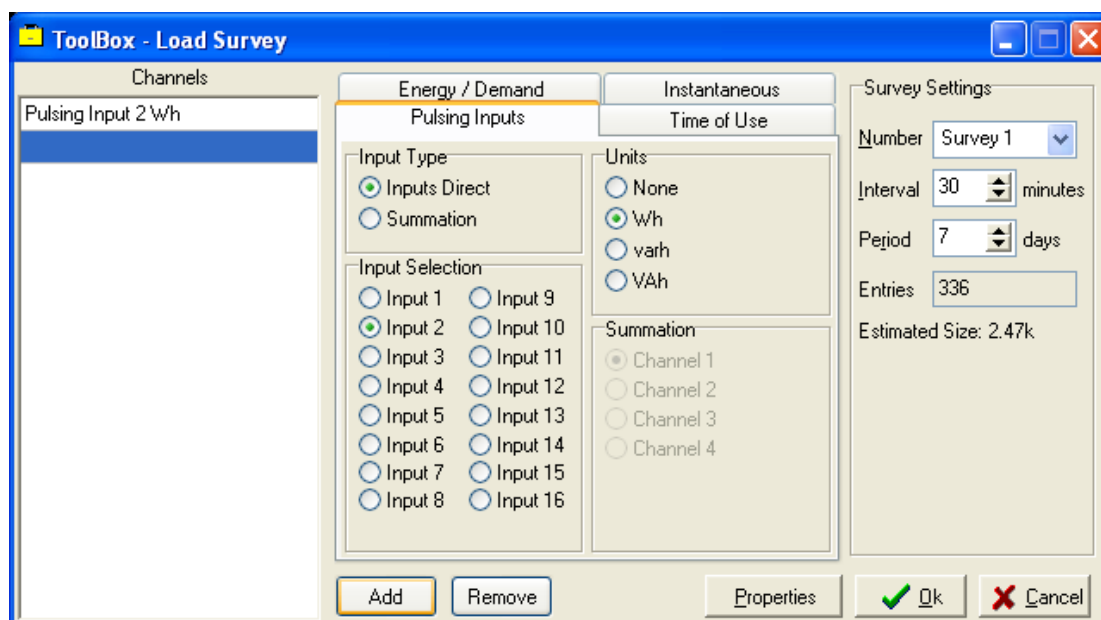 ToolBox - Load Survey
Channels
Pulsing Input 2 Wh
Energy / Demand
Instantaneous
Pulsing Inputs
Time of Use
Input Type
Inputs Direct
Summation
Input Selection
Input 1
Input 9
Input 2
Input 10
Input 3
Input 11
Input 4
Input 12
Input 5
Input 13
Input 6
Input 14
Input 7
Input 15
Input 8
Input 16
Units
None
Wh
varh
VAh
Summation
Channel 1
Channel 2
Channel 3
Channel 4
Survey Settings
Number Survey 1
Interval 30 minutes
Period 7 days
Entries 336
Estimated Size: 2.47k
Add
Remove
Properties
Ok
Cancel